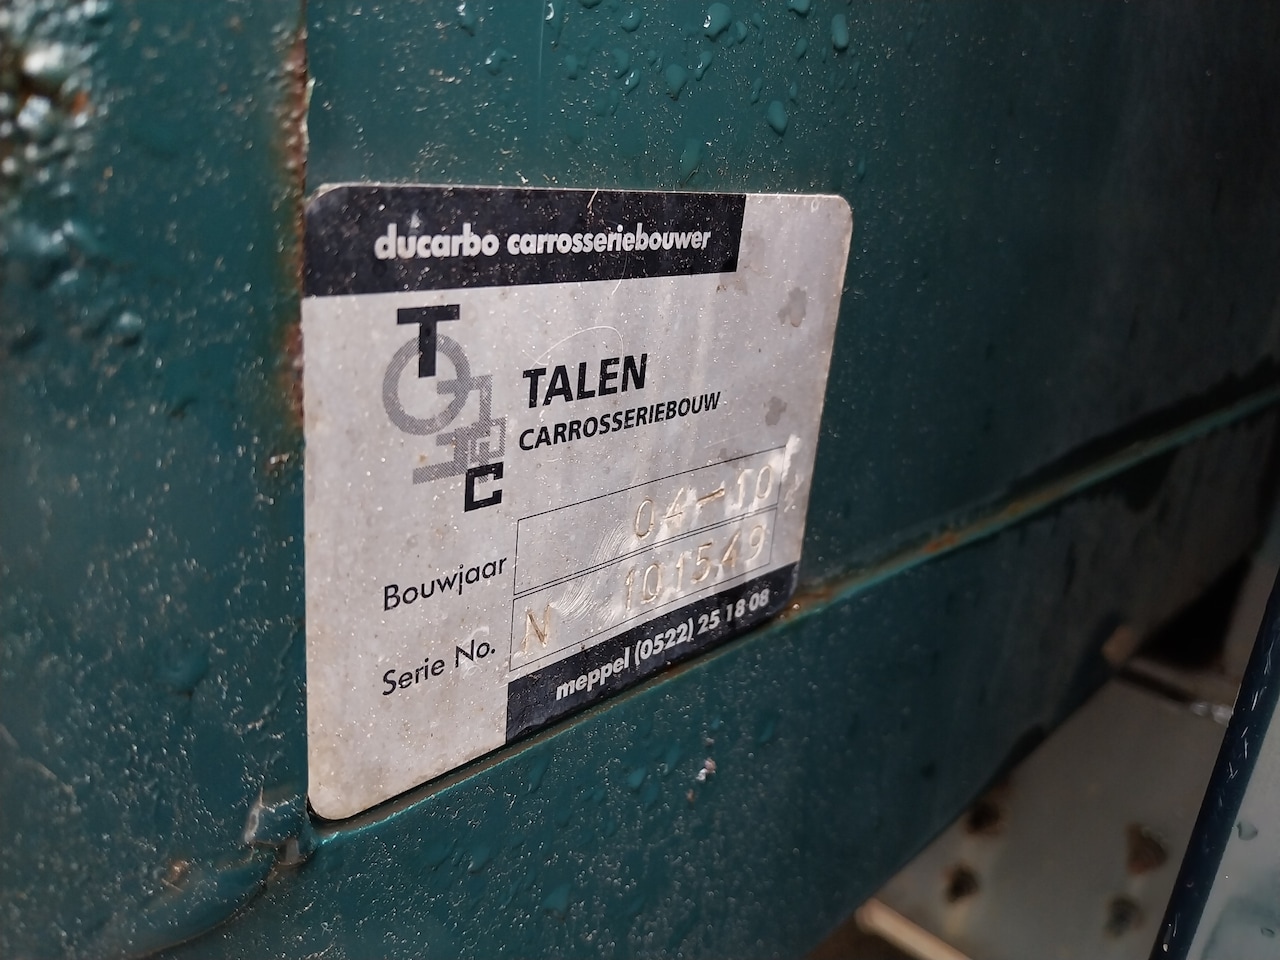 ducarbo carrosseriebouwer
T
C
TALEN
CARROSSERIEBOUW
Bouwjaar 04-10
Serie No. N 101549
meppel (0522) 25 18 08